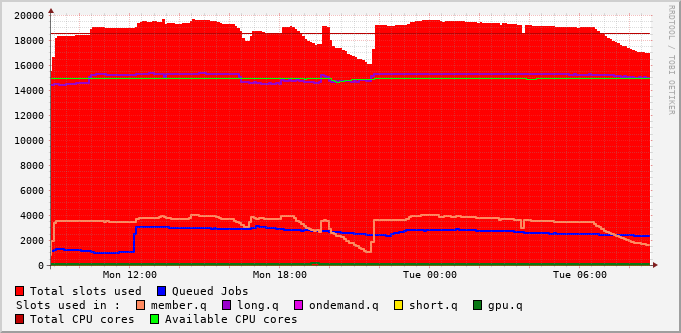 20000
18000
16000
14000
12000
10000
8000
6000
4000
2000
0
Mon 12:00 Mon 18:00 Tue 00:00 Tue 06:00
RRDTOOL / TOBI OETIKER
Total slots used Queued Jobs
Slots used in : member.q long.q ondemand.q short.q gpu.q
Total CPU cores Available CPU cores